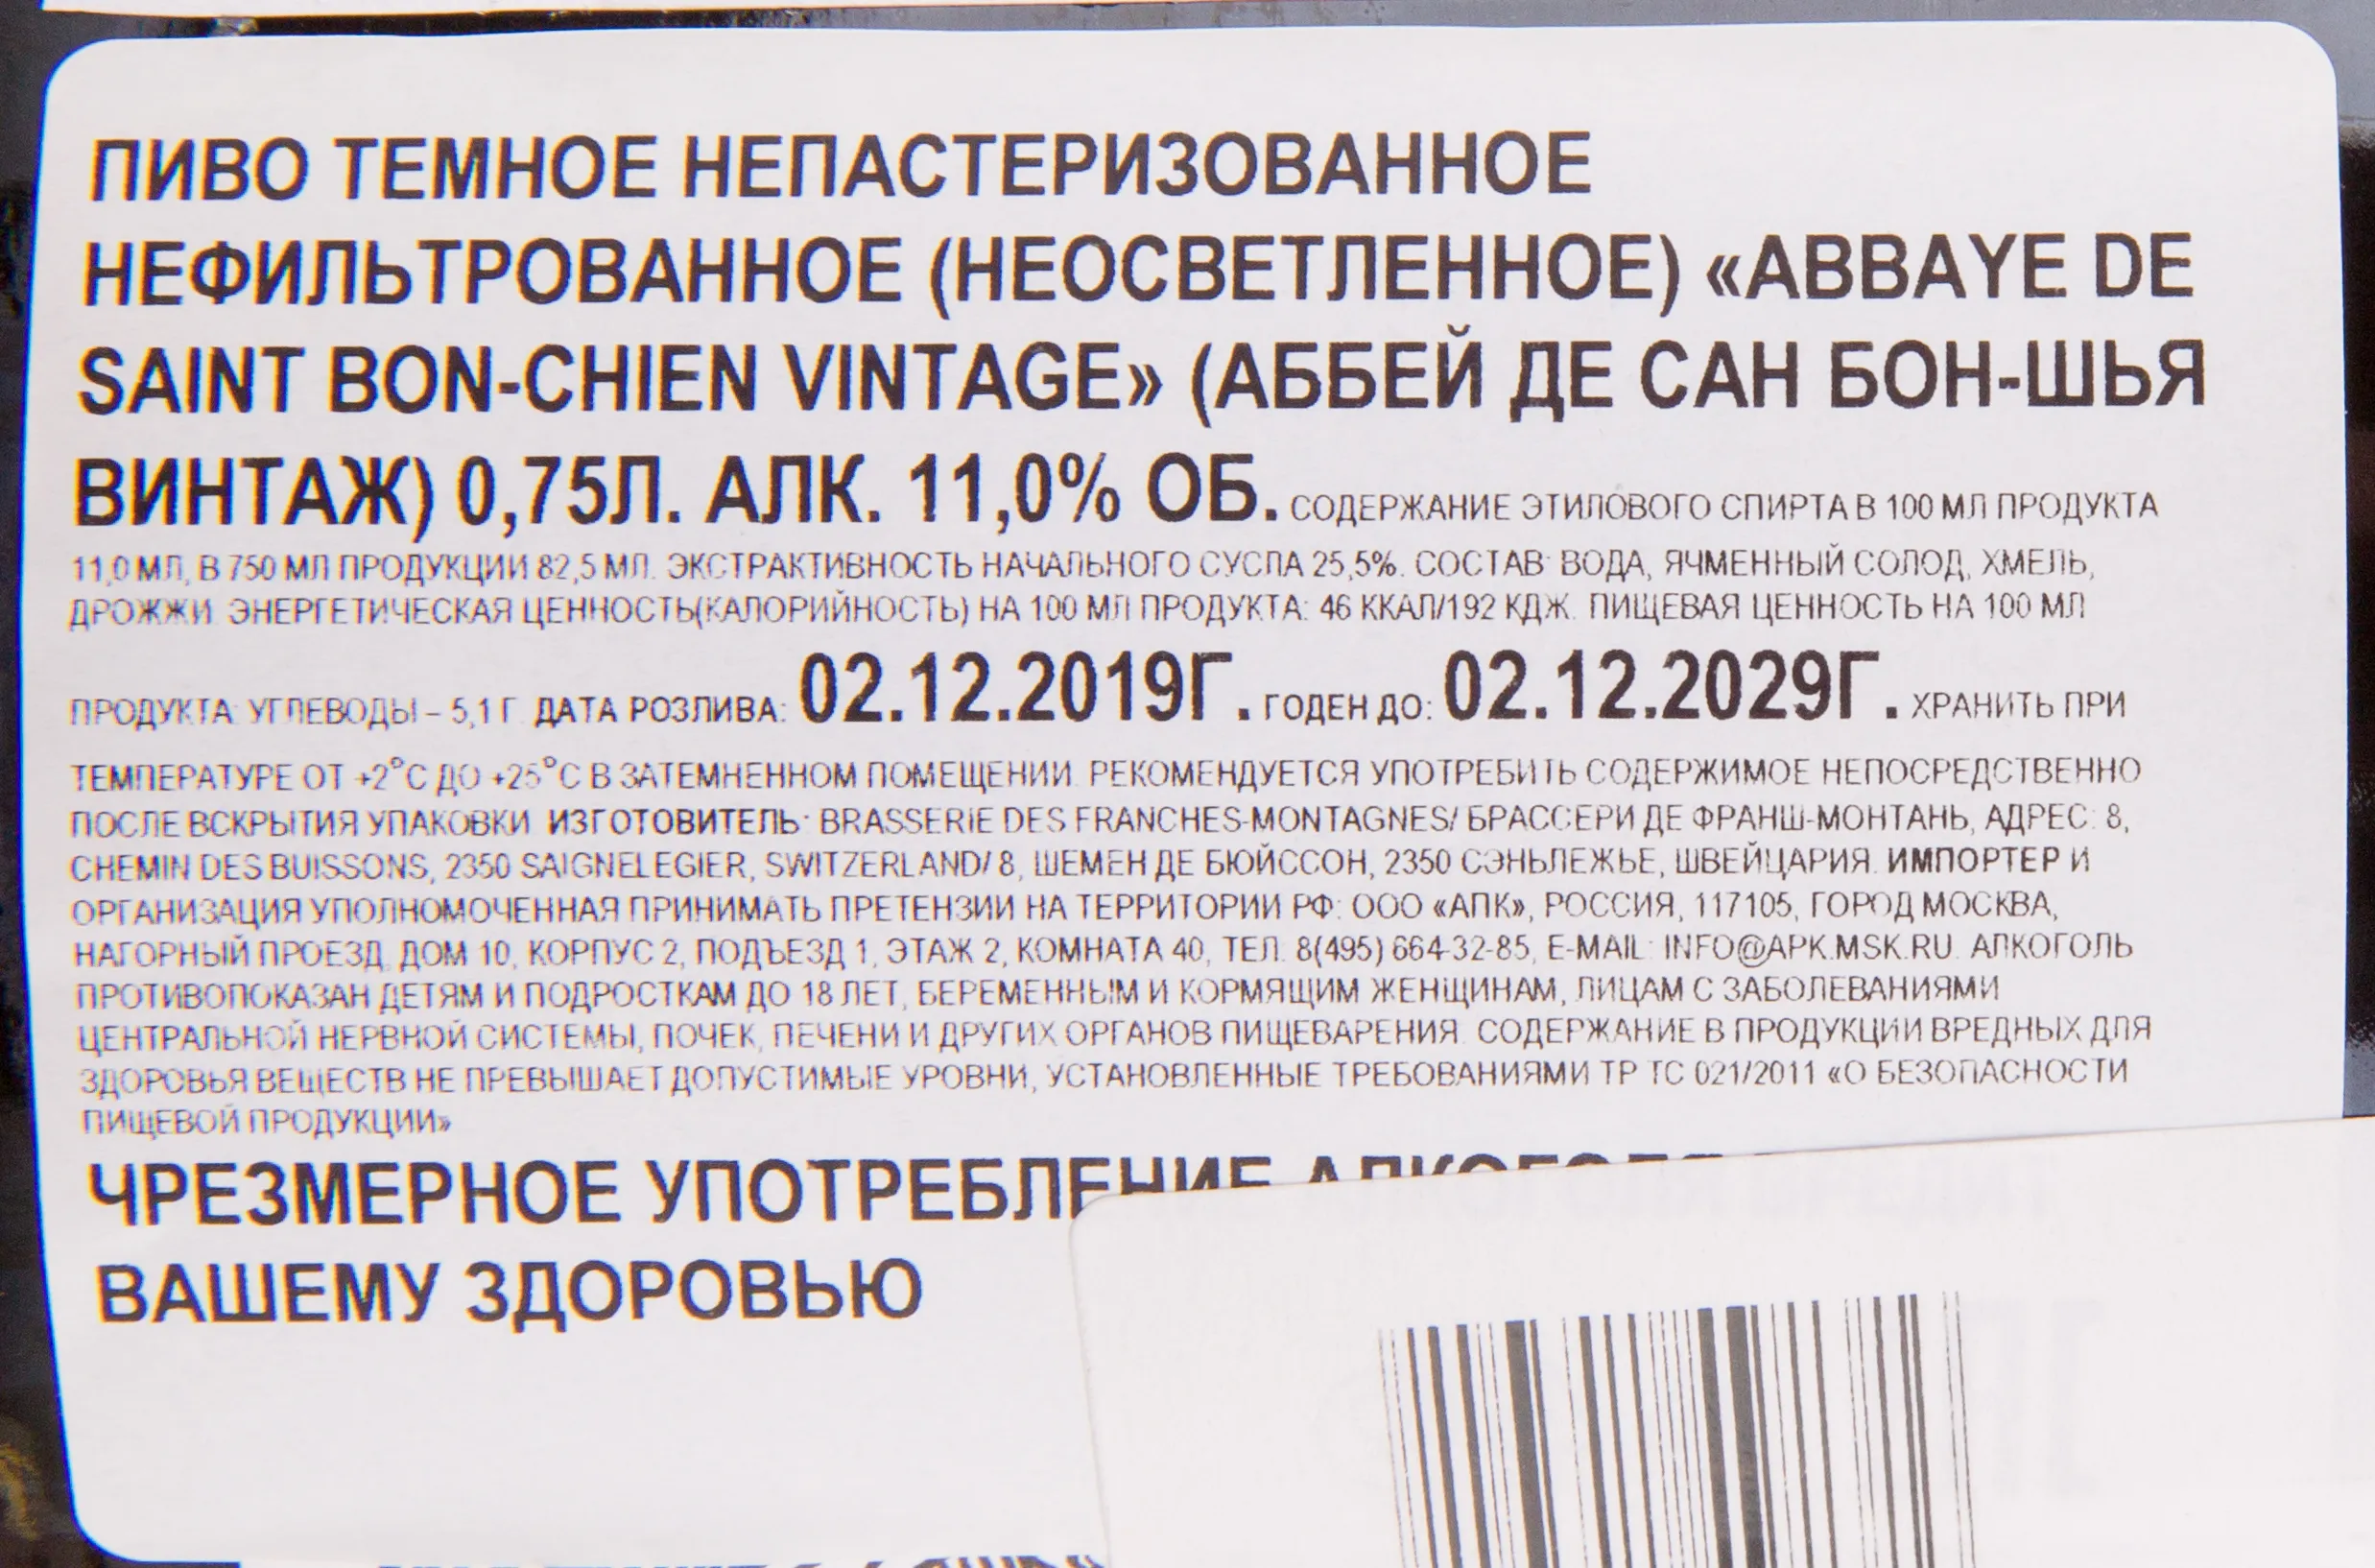 ПИВО ТЕМНОЕ НЕПАСТЕРИЗОВАННОЕ
НЕФИЛЬТРОВАННОЕ (НЕОСВЕТЛЕННОЕ) «ABBAYE DE
SAINT BON-CHIEN VINTAGE» (АББЕЙ ДЕ САН БОН-ШЬЯ
ВИНТАЖ) 0,75Л. АЛК. 11,0% ОБ. СОДЕРЖАНИЕ ЭТИЛОВОГО СПИРТА В 100 МЛ ПРОДУКТА
11,0 МЛ, В 750 МЛ ПРОДУКЦИИ 82,5 МЛ. ЭКСТРАКТИВНОСТЬ НАЧАЛЬНОГО СУСЛА 25,5%. СОСТАВ: ВОДА, ЯЧМЕННЫЙ СОЛОД, ХМЕЛЬ,
ДРОЖЖИ. ЭНЕРГЕТИЧЕСКАЯ ЦЕННОСТЬ(КАЛОРИЙНОСТЬ) НА 100 МЛ ПРОДУКТА: 46 ККАЛ/192 КДЖ. ПИЩЕВАЯ ЦЕННОСТЬ НА 100 МЛ
ПРОДУКТА: УГЛЕВОДЫ – 5,1 Г. ДАТА РОЗЛИВА: 02.12.2019Г. ГОДЕН ДО: 02.12.2029Г. ХРАНИТЬ ПРИ
ТЕМПЕРАТУРЕ ОТ +2°С ДО +25°С В ЗАТЕМНЕННОМ ПОМЕЩЕНИИ. РЕКОМЕНДУЕТСЯ УПОТРЕБИТЬ СОДЕРЖИМОЕ НЕПОСРЕДСТВЕННО
ПОСЛЕ ВСКРЫТИЯ УПАКОВКИ. ИЗГОТОВИТЕЛЬ: BRASSERIE DES FRANCHES-MONTAGNES/ БРАССЕРИ ДЕ ФРАНШ-МОНТАНЬ, АДРЕС: 8,
CHEMIN DES BUISSONS, 2350 SAIGNELEGIER, SWITZERLAND/ 8, ШЕМЕН ДЕ БЮЙССОН, 2350 СЭНЬЛЕЖЬЕ, ШВЕЙЦАРИЯ. ИМПОРТЕР И
ОРГАНИЗАЦИЯ УПОЛНОМОЧЕННАЯ ПРИНИМАТЬ ПРЕТЕНЗИИ НА ТЕРРИТОРИИ РФ: ООО «АПК», РОССИЯ, 117105, ГОРОД МОСКВА,
НАГОРНЫЙ ПРОЕЗД, ДОМ 10, КОРПУС 2, ПОДЪЕЗД 1, ЭТАЖ 2, КОМНАТА 40, ТЕЛ. 8(495) 664-32-85, E-MAIL: INFO@APK.MSK.RU. АЛКОГОЛЬ
ПРОТИВОПОКАЗАН ДЕТЯМ И ПОДРОСТКАМ ДО 18 ЛЕТ, БЕРЕМЕННЫМ И КОРМЯЩИМ ЖЕНЩИНАМ, ЛИЦАМ С ЗАБОЛЕВАНИЯМИ
ЦЕНТРАЛЬНОЙ НЕРВНОЙ СИСТЕМЫ, ПОЧЕК, ПЕЧЕНИ И ДРУГИХ ОРГАНОВ ПИЩЕВАРЕНИЯ. СОДЕРЖАНИЕ В ПРОДУКЦИИ ВРЕДНЫХ ДЛЯ
ЗДОРОВЬЯ ВЕЩЕСТВ НЕ ПРЕВЫШАЕТ ДОПУСТИМЫЕ УРОВНИ, УСТАНОВЛЕННЫЕ ТРЕБОВАНИЯМИ ТР ТС 021/2011 «О БЕЗОПАСНОСТИ
ПИЩЕВОЙ ПРОДУКЦИИ»
ЧРЕЗМЕРНОЕ УПОТРЕБЛЕНИЕ
ВАШЕМУ ЗДОРОВЬЮ